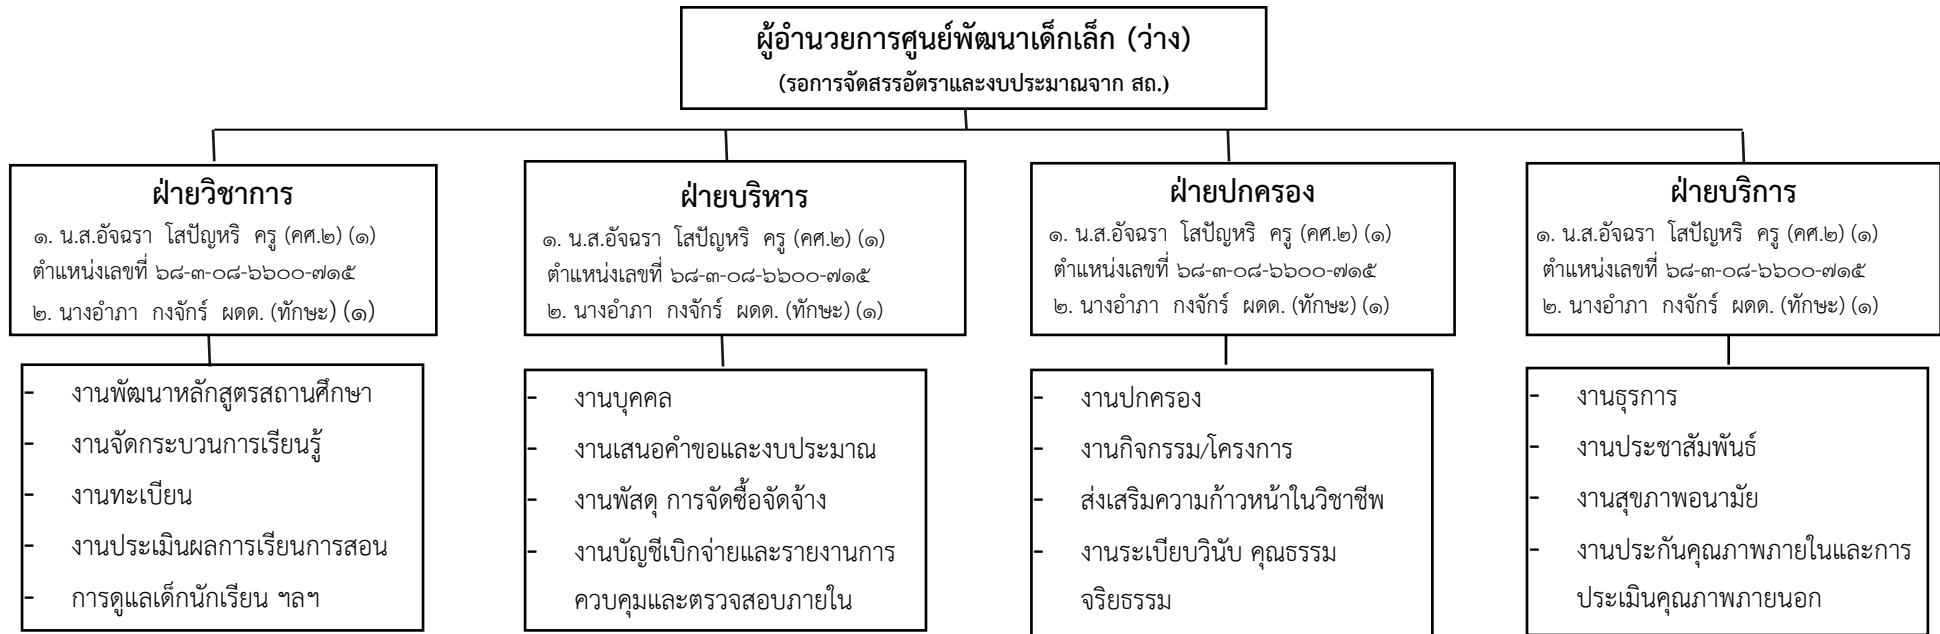 ผู้อำนวยการศูนย์พัฒนาเด็กเล็ก (ว่าง)
(รอการจัดสรรอัตราและงบประมาณจาก สถ.)
ฝ่ายวิชาการ
๑. น.ส.อัจฉรา โสปัญหริ ครู (คศ.๒) (๑)
ตำแหน่งเลขที่ ๖๘-๓-๐๘-๖๖๐๐-๗๑๕
๒. นางอำภา กงจักร์ ผดด. (ทักษะ) (๑)
- งานพัฒนาหลักสูตรสถานศึกษา
- งานจัดกระบวนการเรียนรู้
- งานทะเบียน
- งานประเมินผลการเรียนการสอน
- การดูแลเด็กนักเรียน ฯลฯ
ฝ่ายบริหาร
๑. น.ส.อัจฉรา โสปัญหริ ครู (คศ.๒) (๑)
ตำแหน่งเลขที่ ๖๘-๓-๐๘-๖๖๐๐-๗๑๕
๒. นางอำภา กงจักร์ ผดด. (ทักษะ) (๑)
- งานบุคคล
- งานเสนอคำขอและงบประมาณ
- งานพัสดุ การจัดซื้อจัดจ้าง
- งานบัญชีเบิกจ่ายและรายงานการ
ควบคุมและตรวจสอบภายใน
ฝ่ายปกครอง
๑. น.ส.อัจฉรา โสปัญหริ ครู (คศ.๒) (๑)
ตำแหน่งเลขที่ ๖๘-๓-๐๘-๖๖๐๐-๗๑๕
๒. นางอำภา กงจักร์ ผดด. (ทักษะ) (๑)
- งานปกครอง
- งานกิจกรรม/โครงการ
- ส่งเสริมความก้าวหน้าในวิชาชีพ
- งานระเบียบวินับ คุณธรรม
จริยธรรม
ฝ่ายบริการ
๑. น.ส.อัจฉรา โสปัญหริ ครู (คศ.๒) (๑)
ตำแหน่งเลขที่ ๖๘-๓-๐๘-๖๖๐๐-๗๑๕
๒. นางอำภา กงจักร์ ผดด. (ทักษะ) (๑)
- งานธุรการ
- งานประชาสัมพันธ์
- งานสุขภาพอนามัย
- งานประกันคุณภาพภายในและการ
ประเมินคุณภาพภายนอก